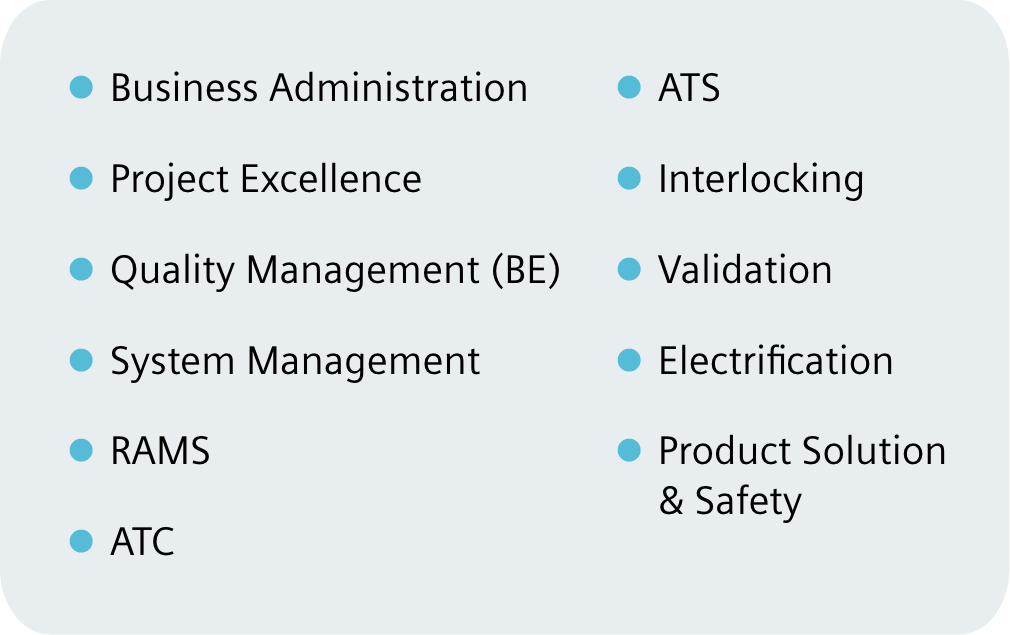 Business Administration
Project Excellence
Quality Management (BE)
System Management
RAMS
ATC
ATS
Interlocking
Validation
Electrification
Product Solution
& Safety